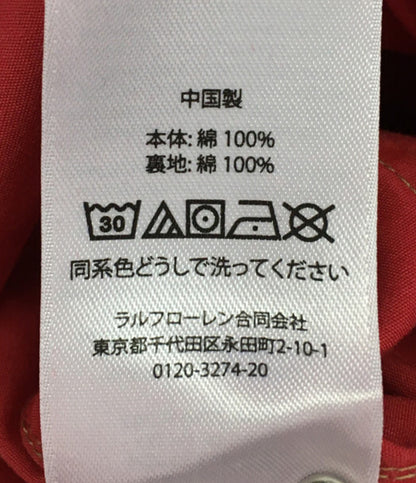 中国製
本体: 綿 100%
裏地: 綿 100%
30
同系色どうしで洗ってください
ラルフローレン合同会社
東京都千代田区永田町2-10-1
0120-3274-20